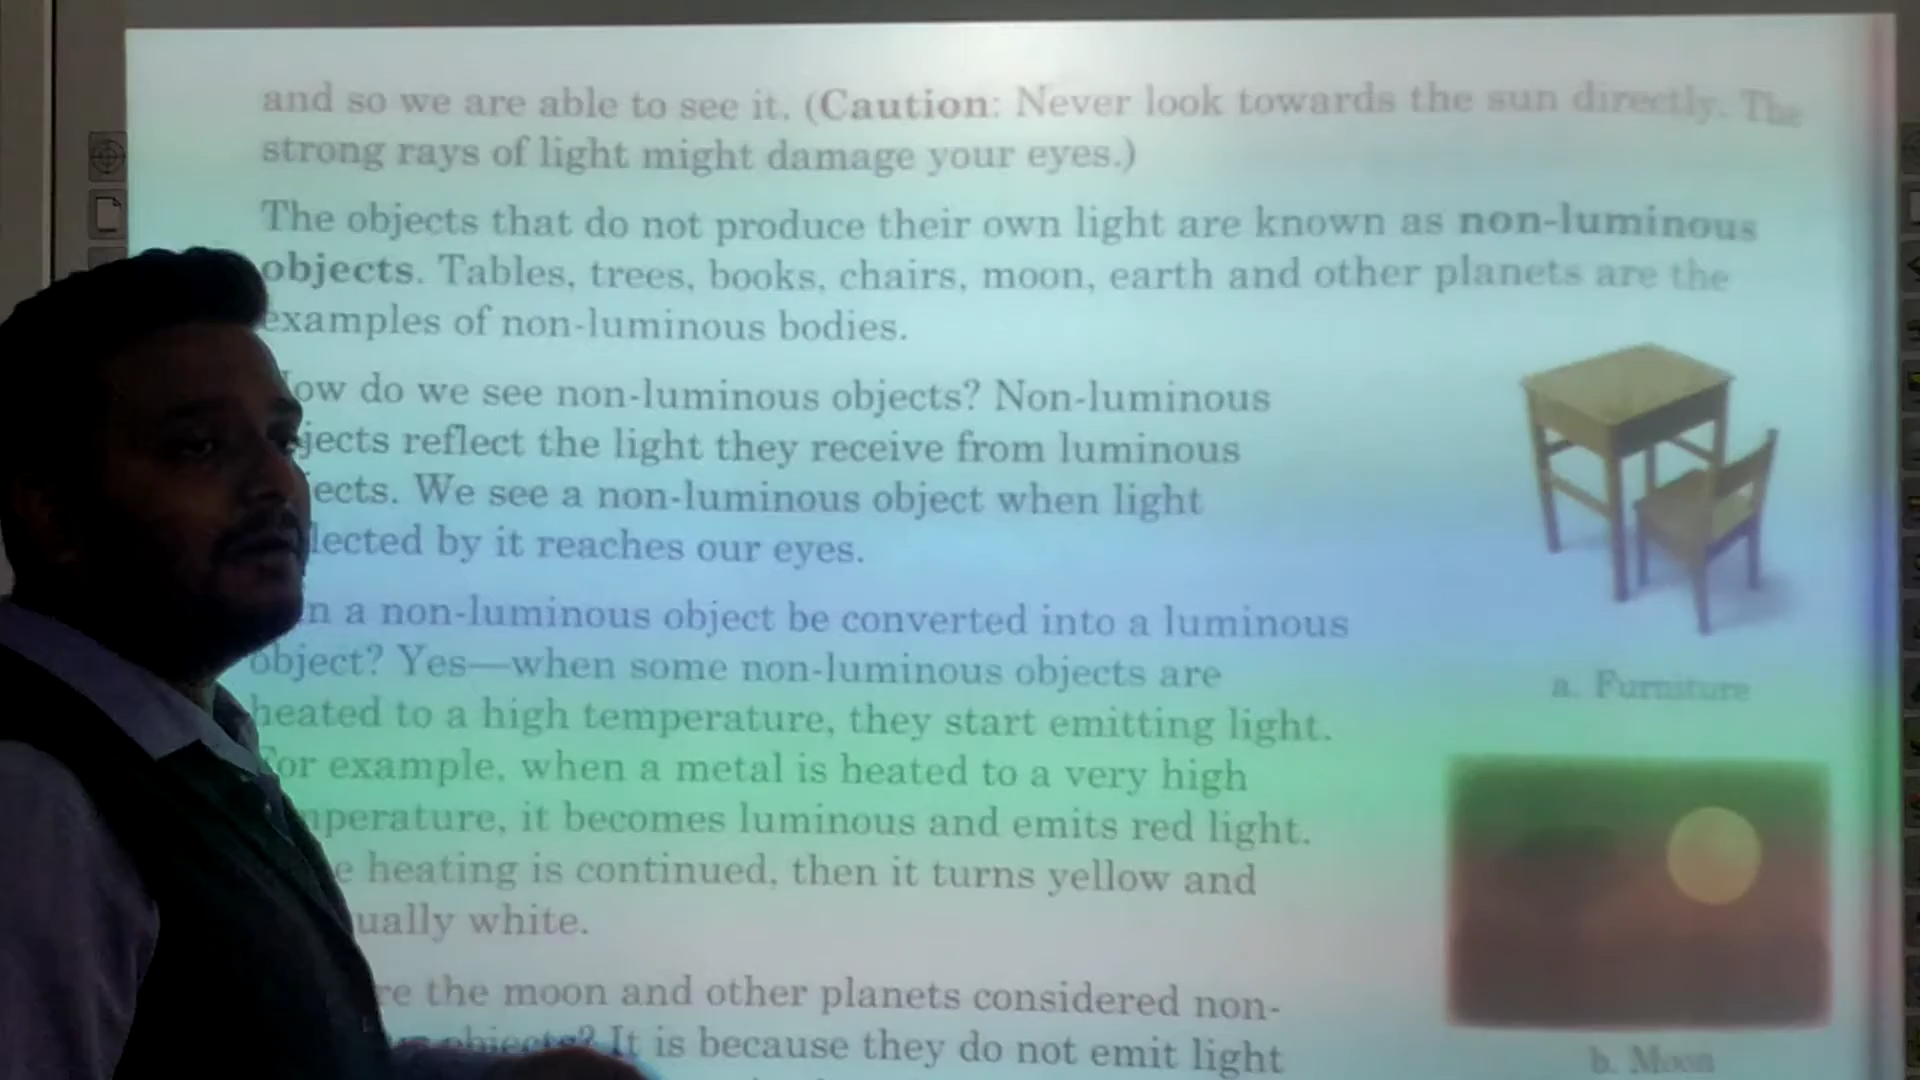 and so we are able to see it. (Caution: Never look towards the sun directly. The
strong rays of light might damage your eyes.)
The objects that do not produce their own light are known as non-luminous
objects. Tables, trees, books, chairs, moon, earth and other planets are the
examples of non-luminous bodies.
ow do we see non-luminous objects? Non-luminous
jects reflect the light they receive from luminous
jects. We see a non-luminous object when light
lected by it reaches our eyes.
n a non-luminous object be converted into a luminous
object? Yes—when some non-luminous objects are
heated to a high temperature, they start emitting light.
For example, when a metal is heated to a very high
mperature, it becomes luminous and emits red light.
e heating is continued, then it turns yellow and
ually white.
re the moon and other planets considered non-
objects? It is because they do not emit light
a. Furniture
b. Moon